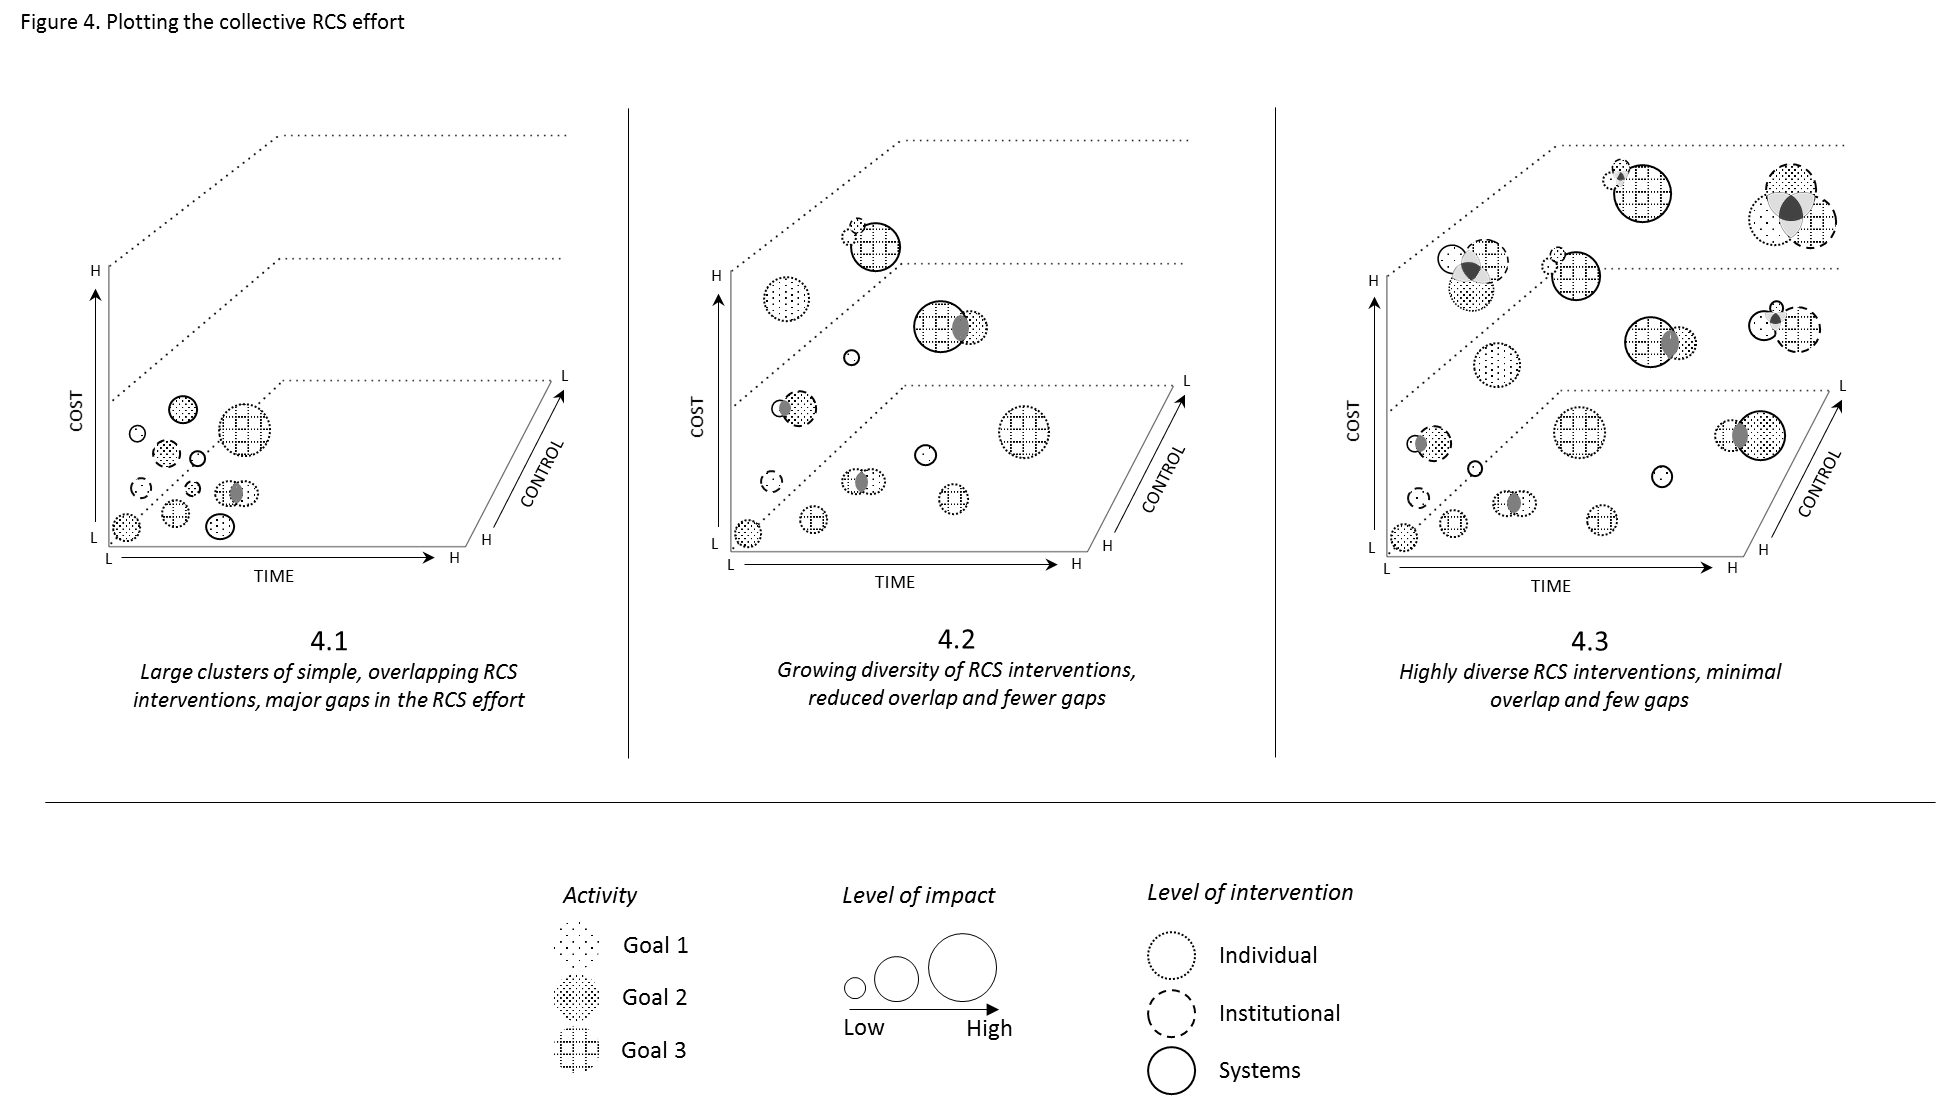 Figure 4. Plotting the collective RCS effort
H
COST
L
L
TIME
H
H
CONTROL
L
H
COST
L
L
TIME
H
H
CONTROL
L
H
COST
L
L
TIME
H
H
CONTROL
L
4.1
Large clusters of simple, overlapping RCS
interventions, major gaps in the RCS effort
4.2
Growing diversity of RCS interventions,
reduced overlap and fewer gaps
4.3
Highly diverse RCS interventions, minimal
overlap and few gaps
Activity
Goal 1
Goal 2
Goal 3
Level of impact
Low
High
Level of intervention
Individual
Institutional
Systems